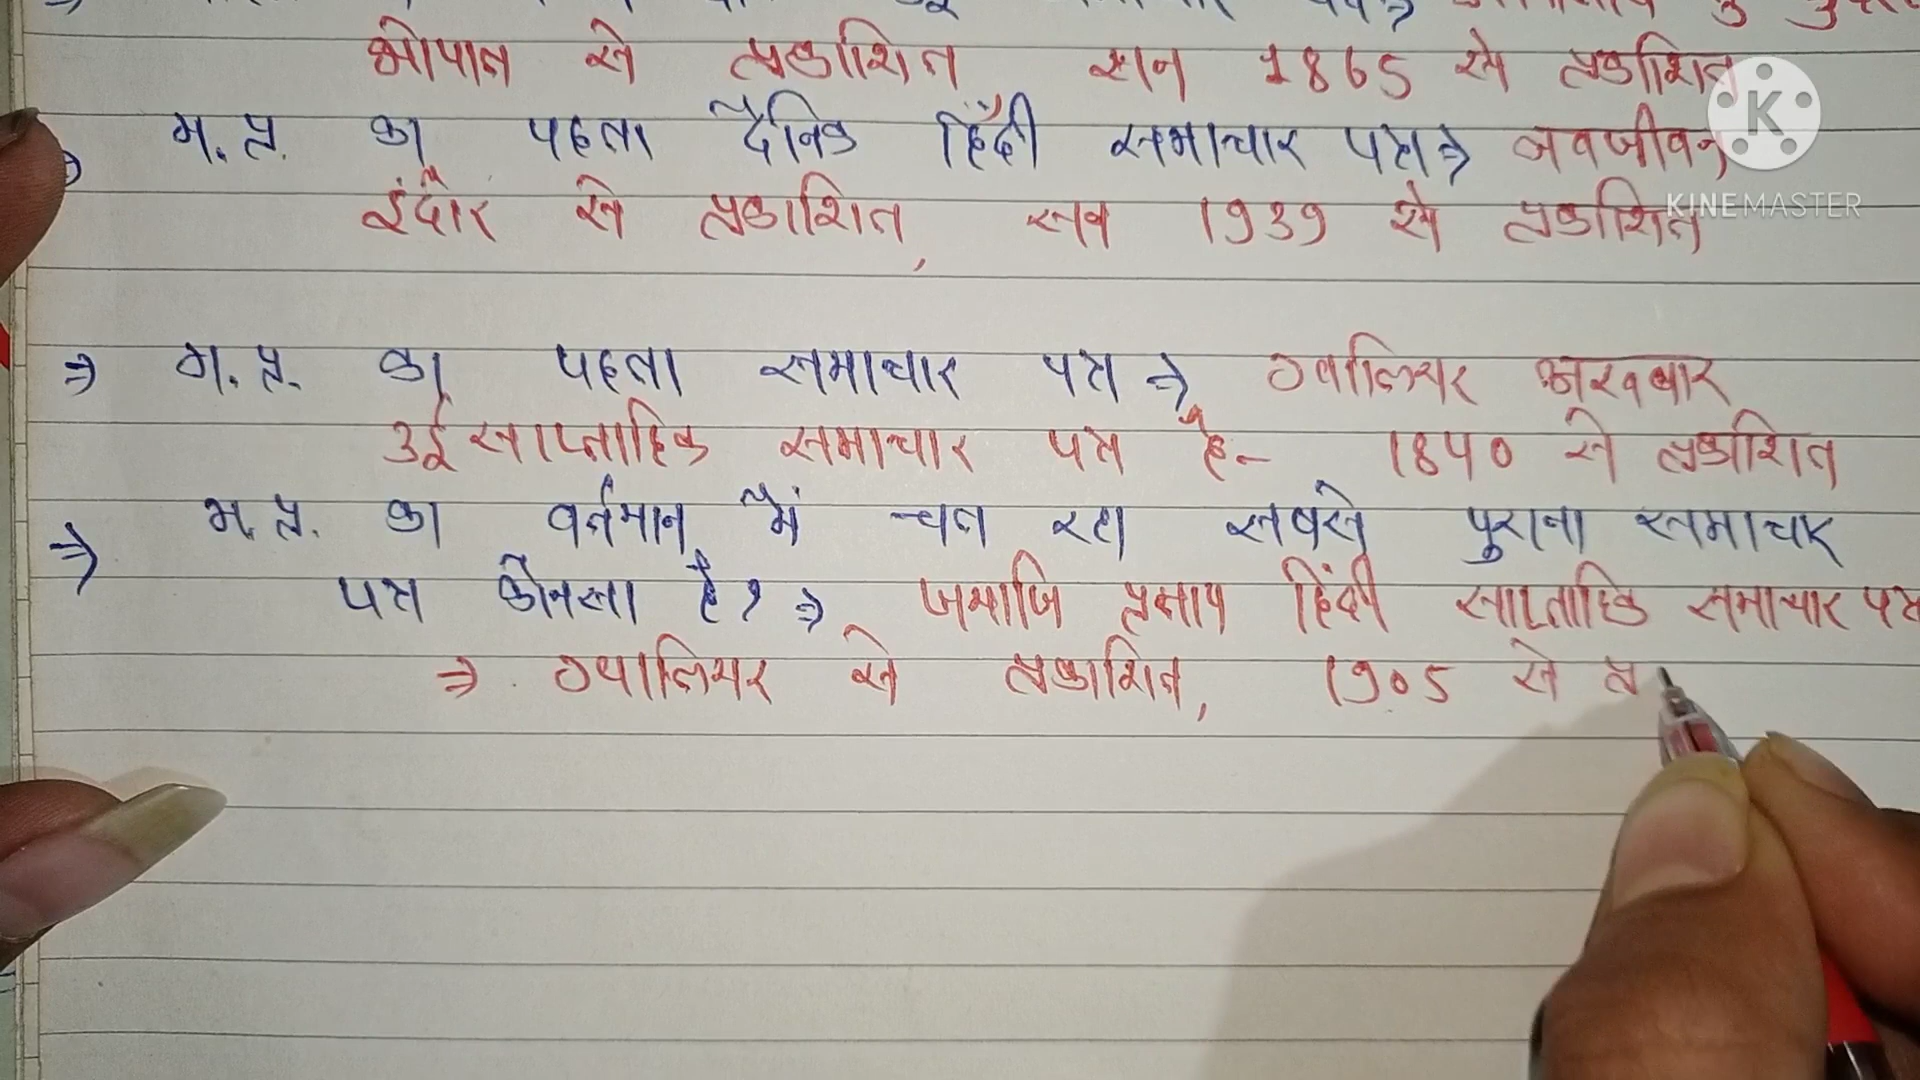 भोपाल से प्रकाशित सन 1865 से प्रकाशित
म. प्र. का पहला दैनिक हिंदी समाचार पत्र ⇒ नवजीवन
इंदौर से प्रकाशित, सन 1939 से प्रकाशित
⇒ म. प्र. का पहला समाचार पत्र ⇒ ग्वालियर अखबार
उर्दू साप्ताहिक समाचार पत्र है - 1840 से प्रकाशित
⇒ म. प्र. का वर्तमान में चल रहा सबसे पुराना समाचार
पत्र कौनसा है? ⇒ जयाजि प्रताप हिंदी साप्ताहिक समाचार पत्र
⇒ ग्वालियर से प्रकाशित, 1905 से प्र
K
KINEMASTER